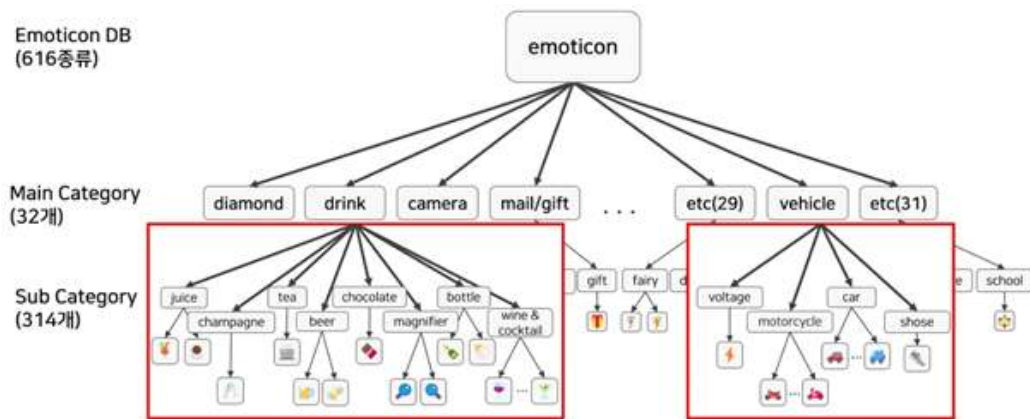 Emoticon DB
(616종류)
emoticon
Main Category
(32개)
diamond
drink
camera
mail/gift
...
etc(29)
vehicle
etc(31)
Sub Category
(314개)
juice
tea
chocolate
bottle
champagne
beer
magnifier
wine &
cocktail
gift
fairy
voltage
car
motorcycle
shose
school